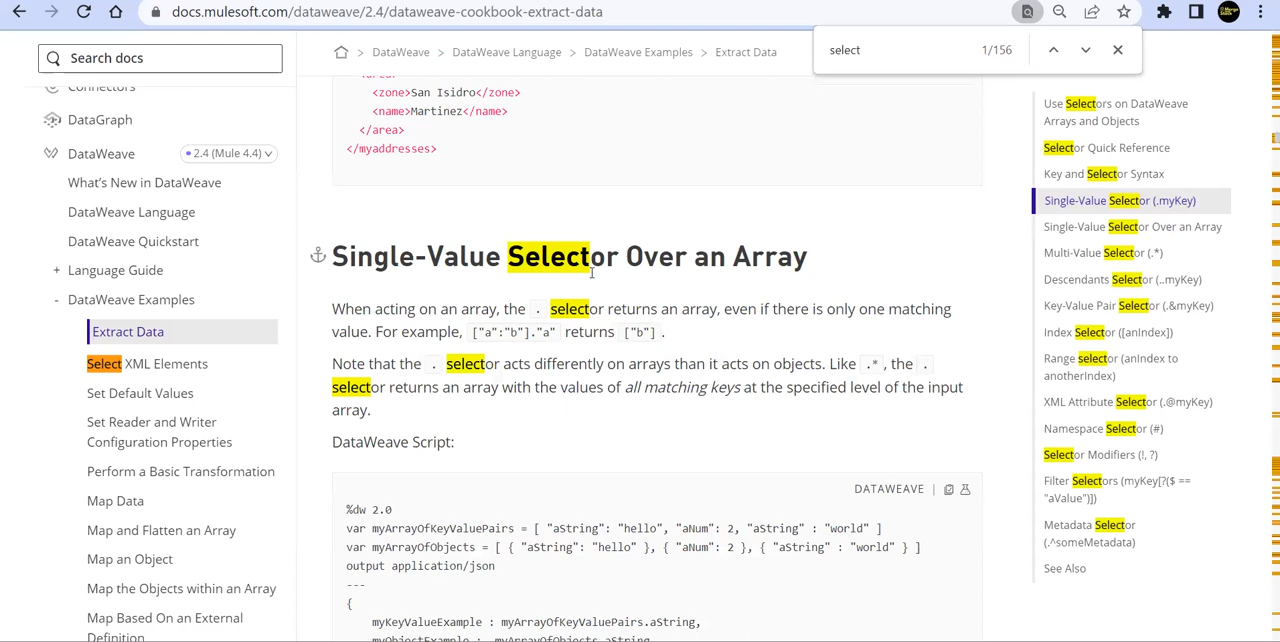 docs.mulesoft.com/dataweave/2.4/dataweave-cookbook-extract-data
select 1/156
Search docs
DataWeave > DataWeave Language > DataWeave Examples > Extract Data
Connectors
DataGraph
DataWeave 2.4 (Mule 4.4)
What's New in DataWeave
DataWeave Language
DataWeave Quickstart
+ Language Guide
- DataWeave Examples
Extract Data
Select XML Elements
Set Default Values
Set Reader and Writer
Configuration Properties
Perform a Basic Transformation
Map Data
Map and Flatten an Array
Map an Object
Map the Objects within an Array
Map Based On an External
Definition
<area>
<zone>San Isidro</zone>
<name>Martinez</name>
</area>
</myaddresses>
Single-Value Selector Over an Array
When acting on an array, the . selector returns an array, even if there is only one matching
value. For example, ["a":"b"]."a" returns ["b"] .
Note that the . selector acts differently on arrays than it acts on objects. Like .* , the .
selector returns an array with the values of all matching keys at the specified level of the input
array.
DataWeave Script:
DATAWEAVE |
%dw 2.0
var myArrayOfKeyValuePairs = [ "aString": "hello", "aNum": 2, "aString" : "world" ]
var myArrayOfObjects = [ { "aString": "hello" }, { "aNum": 2 }, { "aString" : "world" } ]
output application/json
---
{
myKeyValueExample : myArrayOfKeyValuePairs.aString,
myObjectExample : myArrayOfObjects.aString
Use Selectors on DataWeave
Arrays and Objects
Selector Quick Reference
Key and Selector Syntax
Single-Value Selector (.myKey)
Single-Value Selector Over an Array
Multi-Value Selector (.*)
Descendants Selector (..myKey)
Key-Value Pair Selector (.&myKey)
Index Selector ([anIndex])
Range selector (anIndex to
anotherIndex)
XML Attribute Selector (.@myKey)
Namespace Selector (#)
Selector Modifiers (!, ?)
Filter Selectors (myKey[?($ ==
"aValue")])
Metadata Selector
(.^someMetadata)
See Also